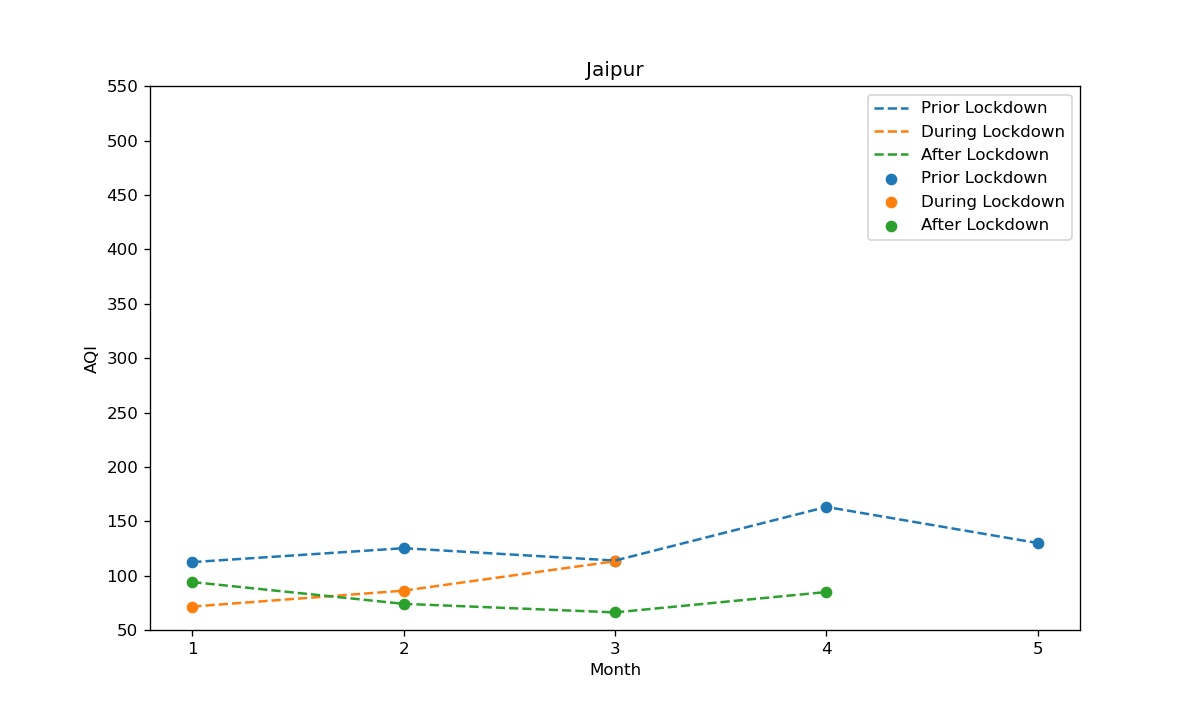 Jaipur
550
500
450
400
350
300
250
200
150
100
50
AQI
1 2 3 4 5
Month
Prior Lockdown
During Lockdown
After Lockdown
Prior Lockdown
During Lockdown
After Lockdown